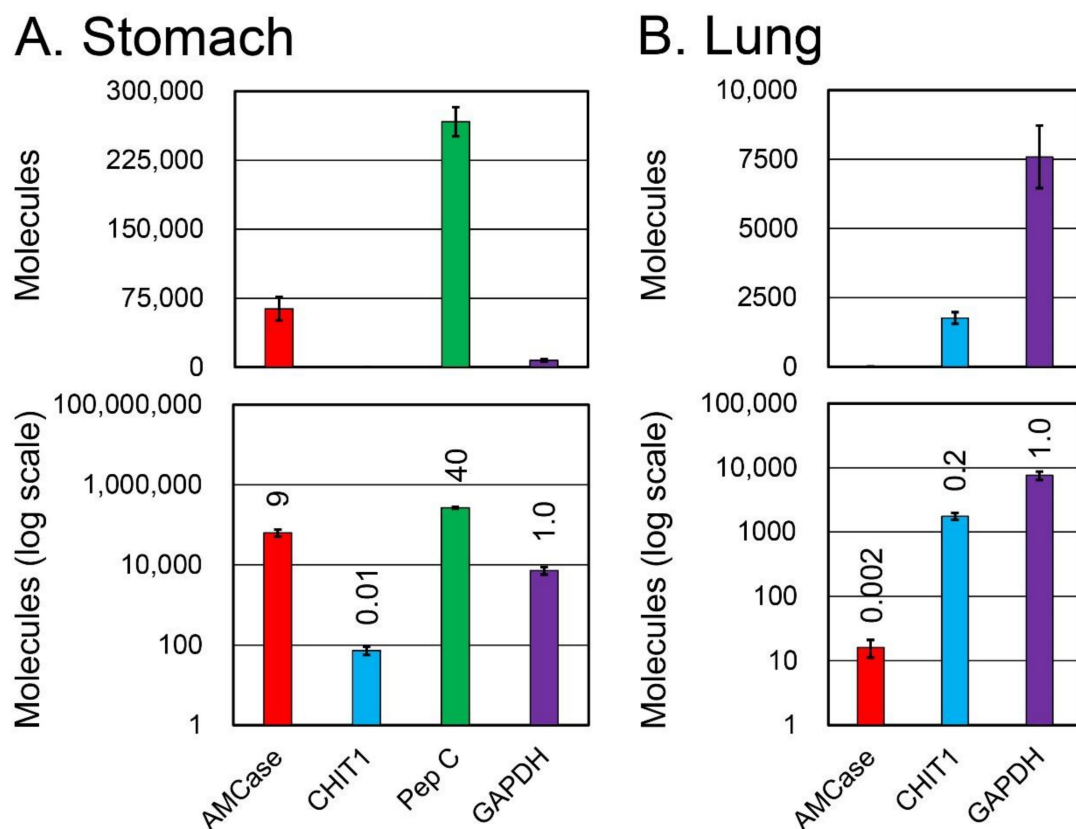 A. Stomach
Molecules
300,000
225,000
150,000
75,000
0
Molecules (log scale)
100,000,000
1,000,000
10,000
100
1
9
0.01
40
1.0
AMCase
CHIT1
Pep C
GAPDH
B. Lung
Molecules
10,000
7500
5000
2500
0
Molecules (log scale)
100,000
10,000
1000
100
10
1
0.002
0.2
1.0
AMCase
CHIT1
GAPDH